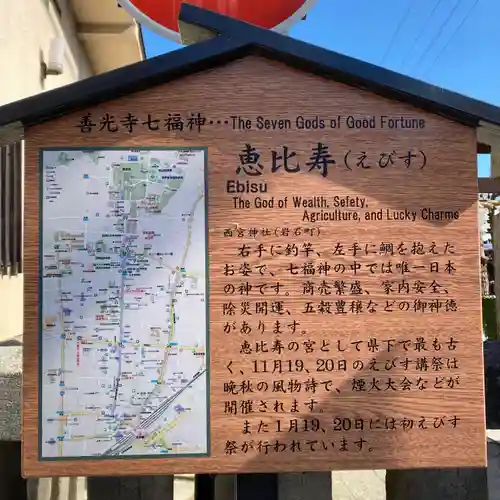 善光寺七福神…The Seven Gods of Good Fortune
恵比寿（えびす）
Ebisu
The God of Wealth, Sefety,
Agriculture, and Lucky Charms
西宮神社（岩石町）
右手に釣竿、左手に鯛を抱えた
お姿で、七福神の中では唯一日本
の神です。商売繁盛、家内安全、
除災開運、五穀豊穣などの御神徳
があります。
恵比寿の宮として県下で最も古
く、11月19、20日のえびす講祭は
晩秋の風物詩で、煙火大会などが
開催されます。
また1月19、20日には初えびす
祭が行われています。